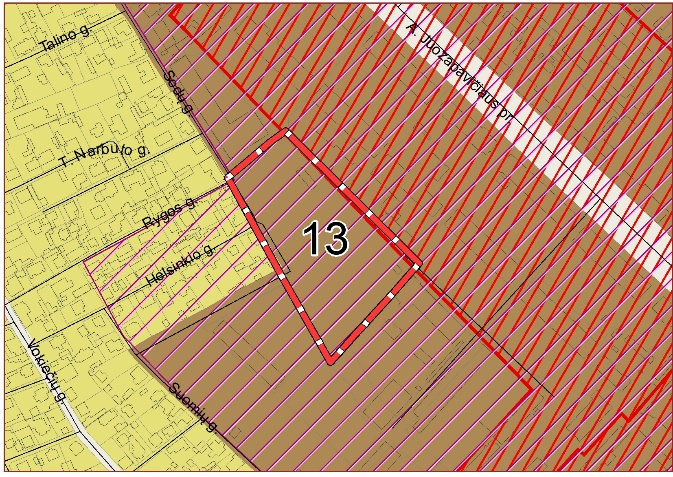 Talino g.
A. Juozapavičiaus pr.
Sodų g.
T. Narbuto g.
Rygos g.
13
Helsinkio g.
Vokiečių g.
Suomių g.